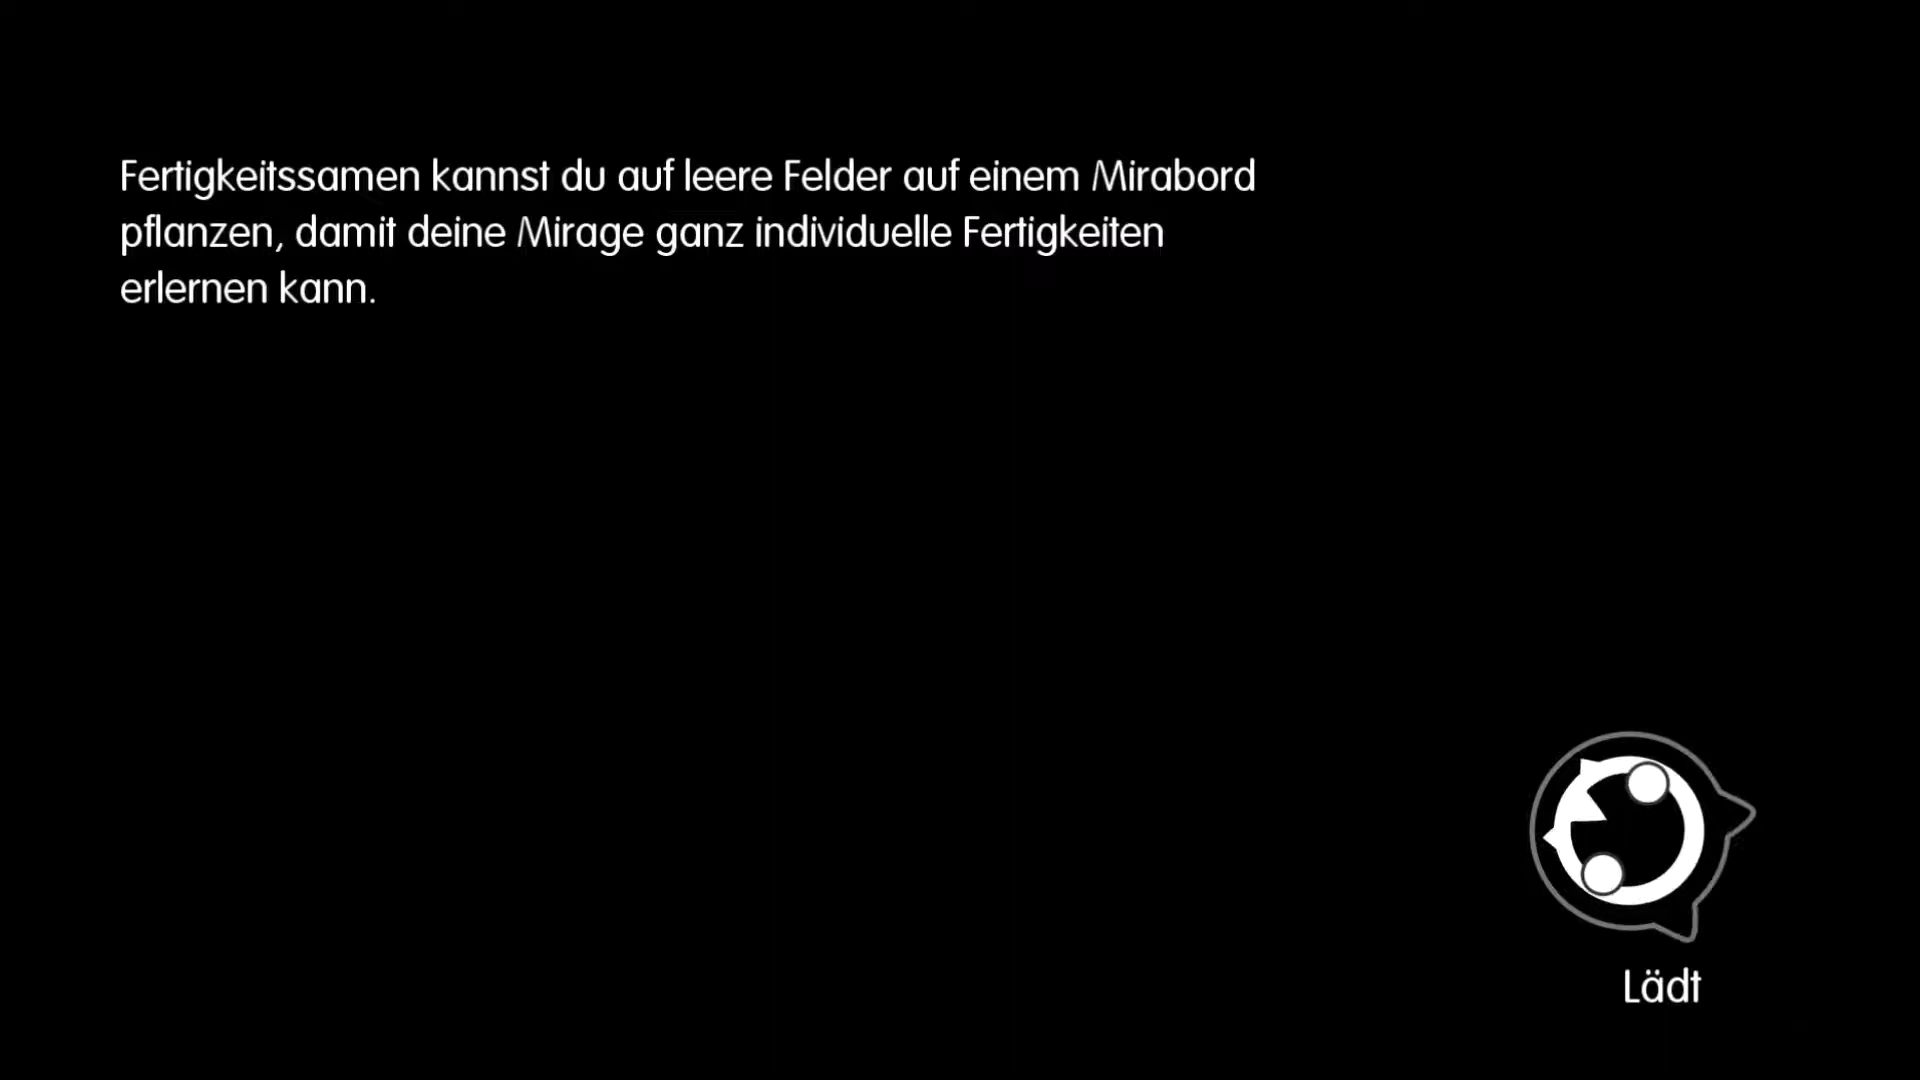 Fertigkeitssamen kannst du auf leere Felder auf einem Mirabord
pflanzen, damit deine Mirage ganz individuelle Fertigkeiten
erlernen kann.
Lädt